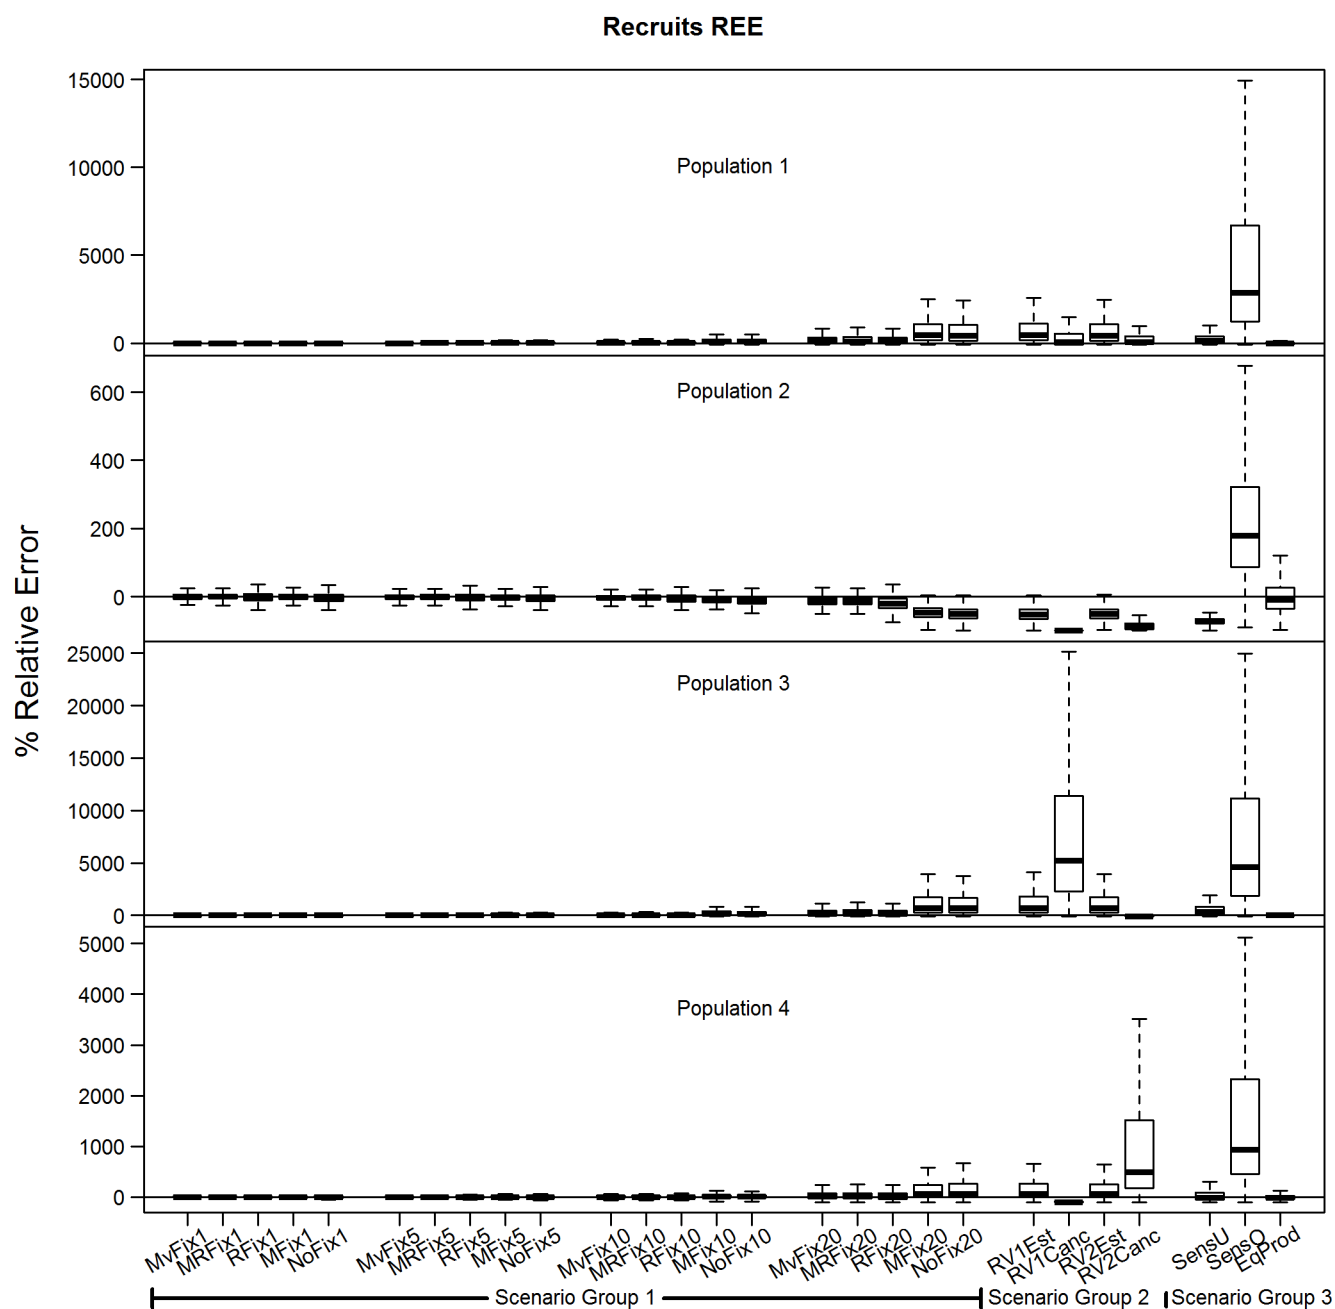 Recruits REE
% Relative Error
15000
10000
5000
0
Population 1
600
400
200
0
Population 2
25000
20000
15000
10000
5000
0
Population 3
5000
4000
3000
2000
1000
0
Population 4
MvFix1
MRFix1
RFix1
MFix1
NoFix1
MvFix5
MRFix5
RFix5
MFix5
NoFix5
MvFix10
MRFix10
RFix10
MFix10
NoFix10
MvFix20
MRFix20
RFix20
MFix20
NoFix20
RV1Est
RV1Canc
RV2Est
RV2Canc
SensU
SensQ
EqProd
Scenario Group 1
Scenario Group 2
Scenario Group 3